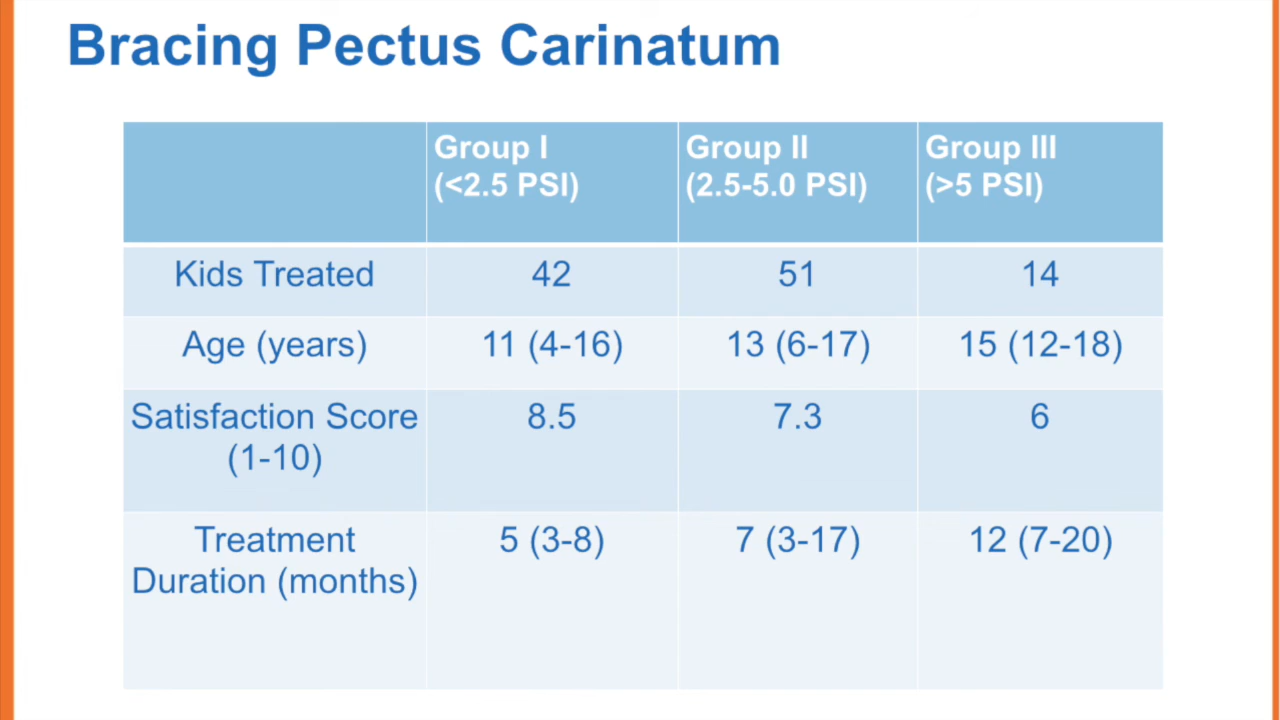 Bracing Pectus Carinatum
Group I
(<2.5 PSI)
Group II
(2.5-5.0 PSI)
Group III
(>5 PSI)
Kids Treated 42 51 14
Age (years) 11 (4-16) 13 (6-17) 15 (12-18)
Satisfaction Score
(1-10)
8.5 7.3 6
Treatment
Duration (months)
5 (3-8) 7 (3-17) 12 (7-20)